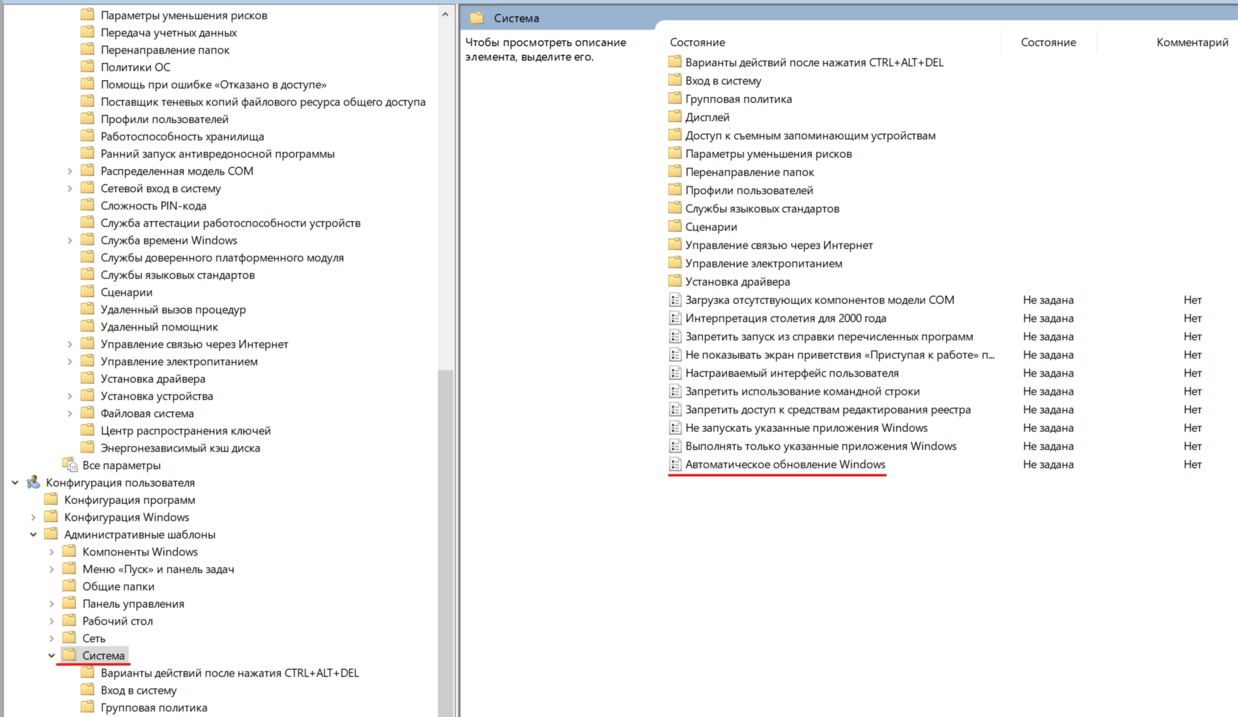 Параметры уменьшения рисков
Передача учетных данных
Перенаправление папок
Политики ОС
Помощь при ошибке «Отказано в доступе»
Поставщик теневых копий файлового ресурса общего доступа
Профили пользователей
Работоспособность хранилища
Ранний запуск антивредоносной программы
Распределенная модель COM
Сетевой вход в систему
Сложность PIN-кода
Служба аттестации работоспособности устройств
Служба времени Windows
Службы доверенного платформенного модуля
Службы языковых стандартов
Сценарии
Удаленный вызов процедур
Удаленный помощник
Управление связью через Интернет
Управление электропитанием
Установка драйвера
Установка устройства
Файловая система
Центр распространения ключей
Энергонезависимый кэш диска
Все параметры
Конфигурация пользователя
Конфигурация программ
Конфигурация Windows
Административные шаблоны
Компоненты Windows
Меню «Пуск» и панель задач
Общие папки
Панель управления
Рабочий стол
Сеть
Система
Варианты действий после нажатия CTRL+ALT+DEL
Вход в систему
Групповая политика
Система
Чтобы просмотреть описание
элемента, выделите его.
Состояние Состояние Комментарий
Варианты действий после нажатия CTRL+ALT+DEL
Вход в систему
Групповая политика
Дисплей
Доступ к съемным запоминающим устройствам
Параметры уменьшения рисков
Перенаправление папок
Профили пользователей
Службы языковых стандартов
Сценарии
Управление связью через Интернет
Управление электропитанием
Установка драйвера
Загрузка отсутствующих компонентов модели COM Не задана Нет
Интерпретация столетия для 2000 года Не задана Нет
Запретить запуск из справки перечисленных программ Не задана Нет
Не показывать экран приветствия «Приступая к работе» п... Не задана Нет
Настраиваемый интерфейс пользователя Не задана Нет
Запретить использование командной строки Не задана Нет
Запретить доступ к средствам редактирования реестра Не задана Нет
Не запускать указанные приложения Windows Не задана Нет
Выполнять только указанные приложения Windows Не задана Нет
Автоматическое обновление Windows Не задана Нет